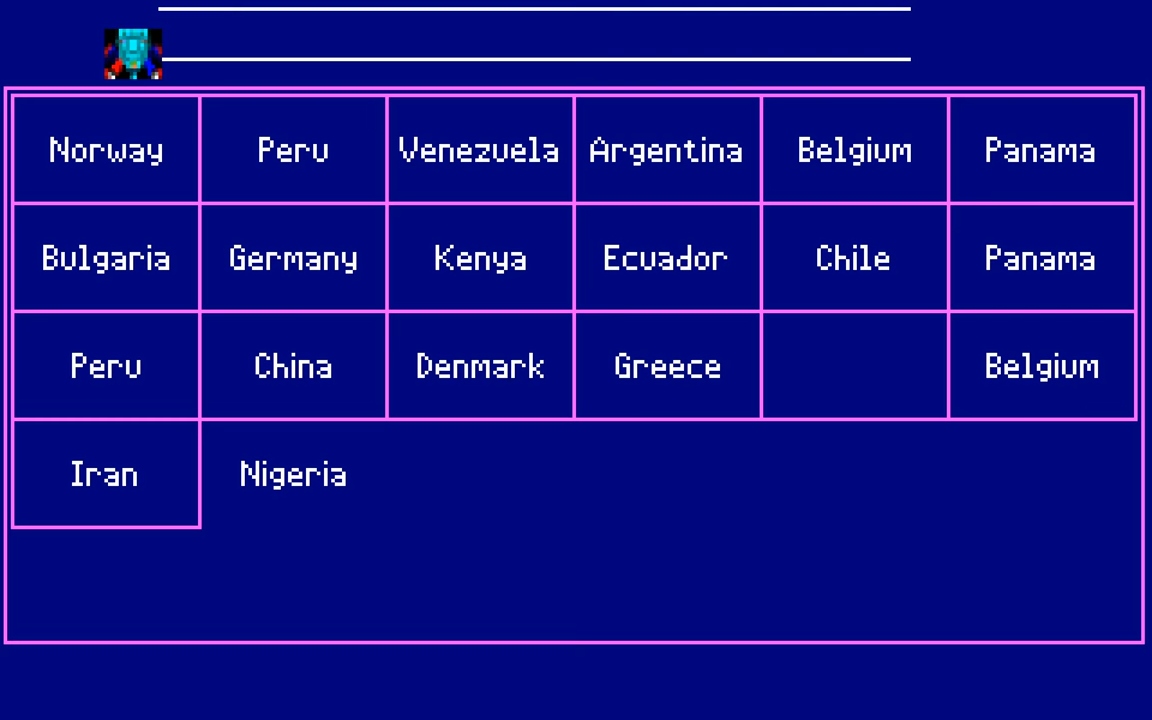 Norway Peru Venezuela Argentina Belgium Panama
Bulgaria Germany Kenya Ecuador Chile Panama
Peru China Denmark Greece Belgium
Iran Nigeria